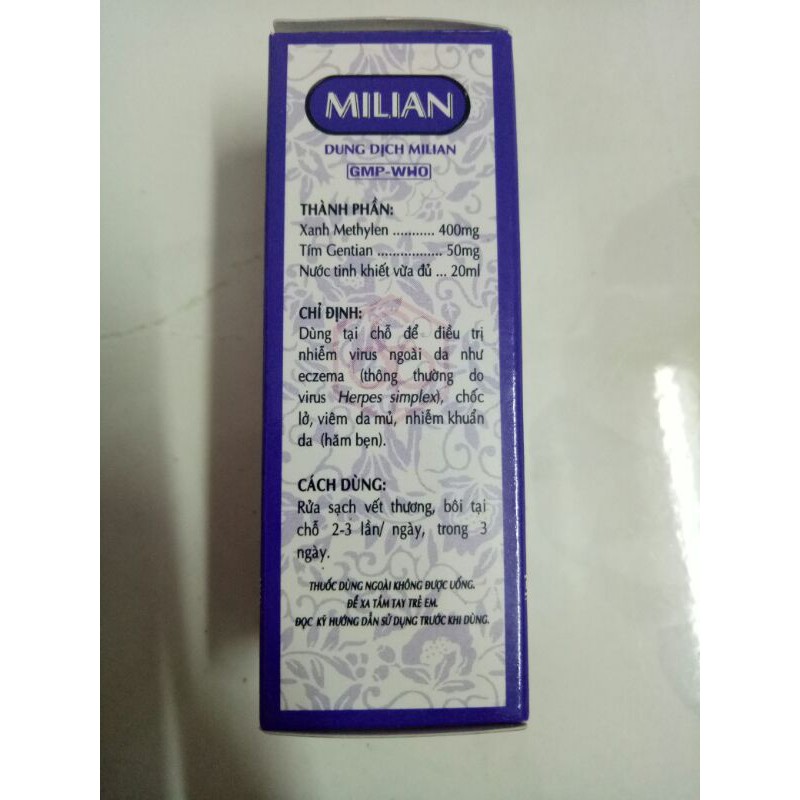 MILIAN
DUNG DỊCH MILIAN
GMP-WHO
THÀNH PHẦN:
Xanh Methylen ........... 400mg
Tím Gentian ................. 50mg
Nước tinh khiết vừa đủ ... 20ml
CHỈ ĐỊNH:
Dùng tại chỗ để điều trị
nhiễm virus ngoài da như
eczema (thông thường do
virus Herpes simplex), chốc
lở, viêm da mủ, nhiễm khuẩn
da (hăm bẹn).
CÁCH DÙNG:
Rửa sạch vết thương, bôi tại
chỗ 2-3 lần/ ngày, trong 3
ngày.
THUỐC DÙNG NGOÀI KHÔNG ĐƯỢC UỐNG.
ĐỂ XA TẦM TAY TRẺ EM.
ĐỌC KỸ HƯỚNG DẪN SỬ DỤNG TRƯỚC KHI DÙNG.